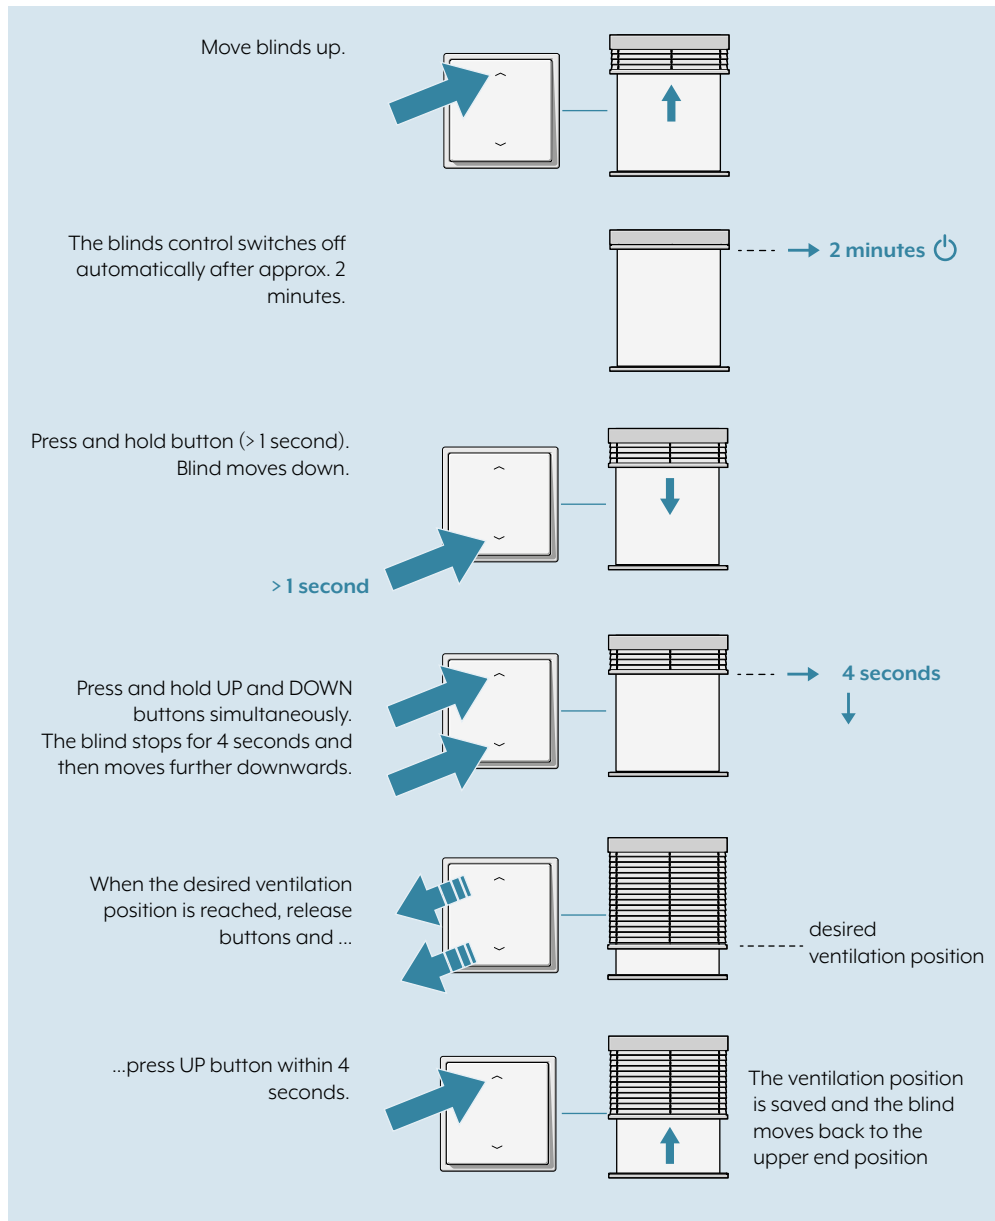 Move blinds up.
The blinds control switches off
automatically after approx. 2
minutes.
2 minutes
Press and hold button (> 1 second).
Blind moves down.
> 1 second
Press and hold UP and DOWN
buttons simultaneously.
The blind stops for 4 seconds and
then moves further downwards.
4 seconds
When the desired ventilation
position is reached, release
buttons and ...
desired
ventilation position
...press UP button within 4
seconds.
The ventilation position
is saved and the blind
moves back to the
upper end position